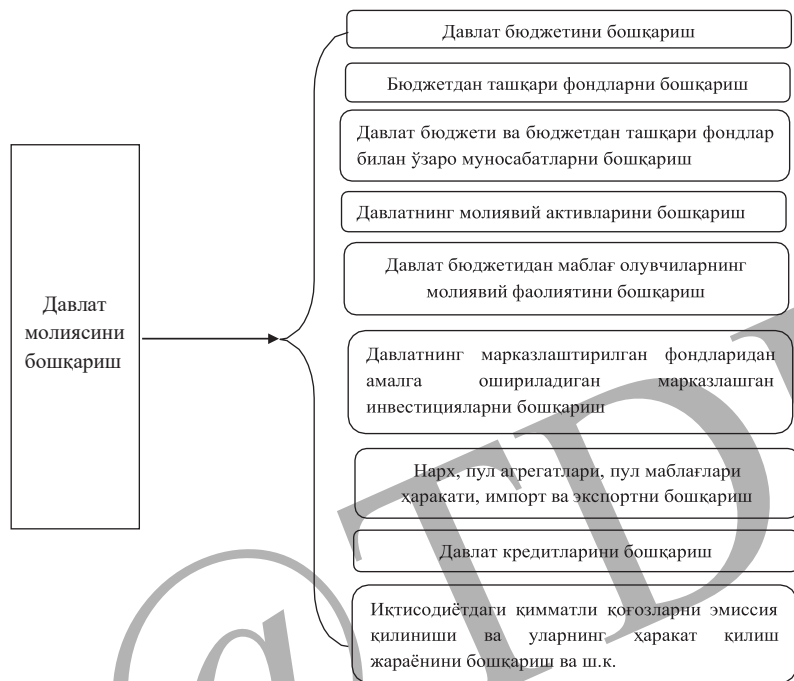 Давлат
молиясини
бошқариш
Давлат бюджетини бошқариш
Бюджетдан ташқари фондларни бошқариш
Давлат бюджети ва бюджетдан ташқари фондлар
билан ўзаро муносабатларни бошқариш
Давлатнинг молиявий активларини бошқариш
Давлат бюджетидан маблағ олувчиларнинг
молиявий фаолиятини бошқариш
Давлатнинг марказлаштирилган фондларидан
амалга ошириладиган марказлашган
инвестицияларни бошқариш
Нарх, пул агрегатлари, пул маблағлари
ҳаракати, импорт ва экспортни бошқариш
Давлат кредитларини бошқариш
Иқтисодиётдаги қимматли қоғозларни эмиссия
қилиниши ва уларнинг ҳаракат қилиш
жараёнини бошқариш ва ш.к.
@TD